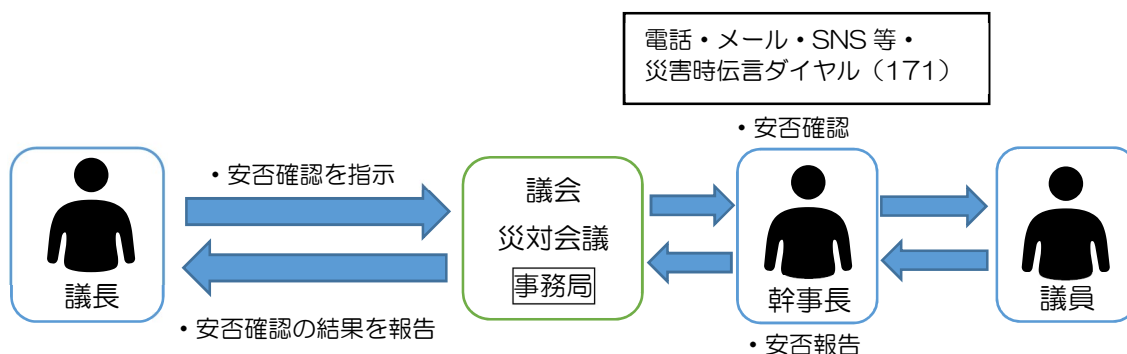 電話・メール・SNS 等・
災害時伝言ダイヤル（171）
・安否確認
・安否確認を指示
議会
災対会議
事務局
議長
幹事長
議員
・安否確認の結果を報告
・安否報告